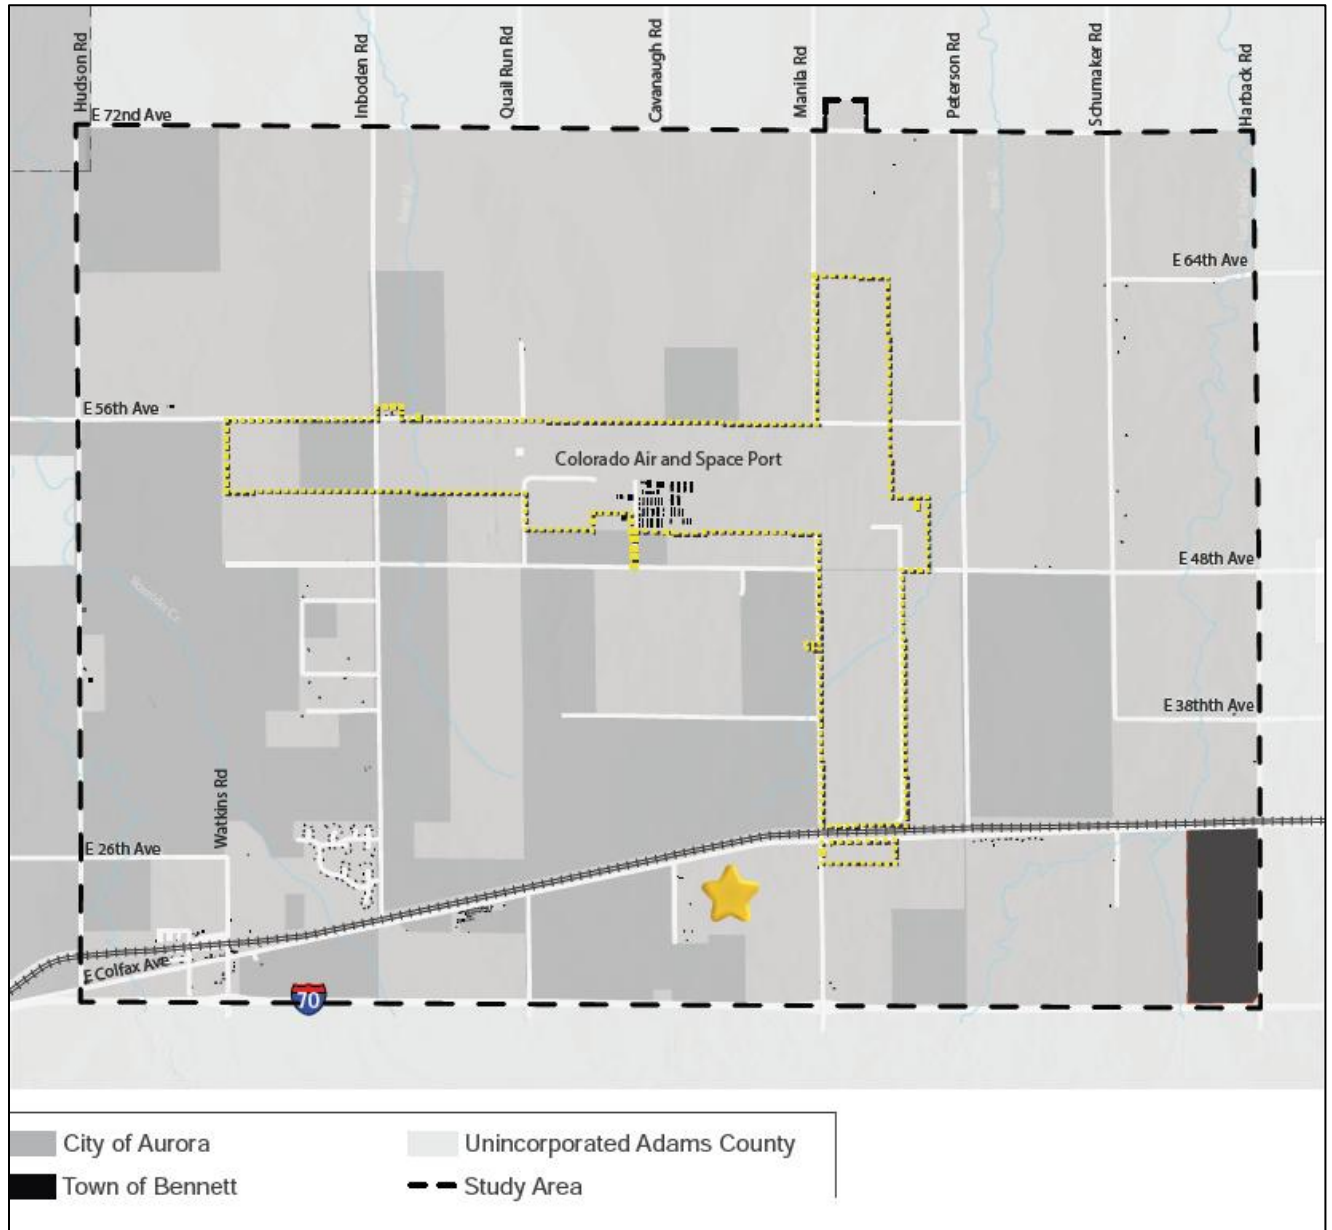 Hudson Rd
Inboden Rd
Quail Run Rd
Cavanaugh Rd
Manila Rd
Peterson Rd
Schumaker Rd
Harback Rd
E 72nd Ave
E 64th Ave
E 56th Ave
Colorado Air and Space Port
E 48th Ave
E 38thth Ave
Watkins Rd
E 26th Ave
E Colfax Ave
70
City of Aurora
Unincorporated Adams County
Town of Bennett
Study Area